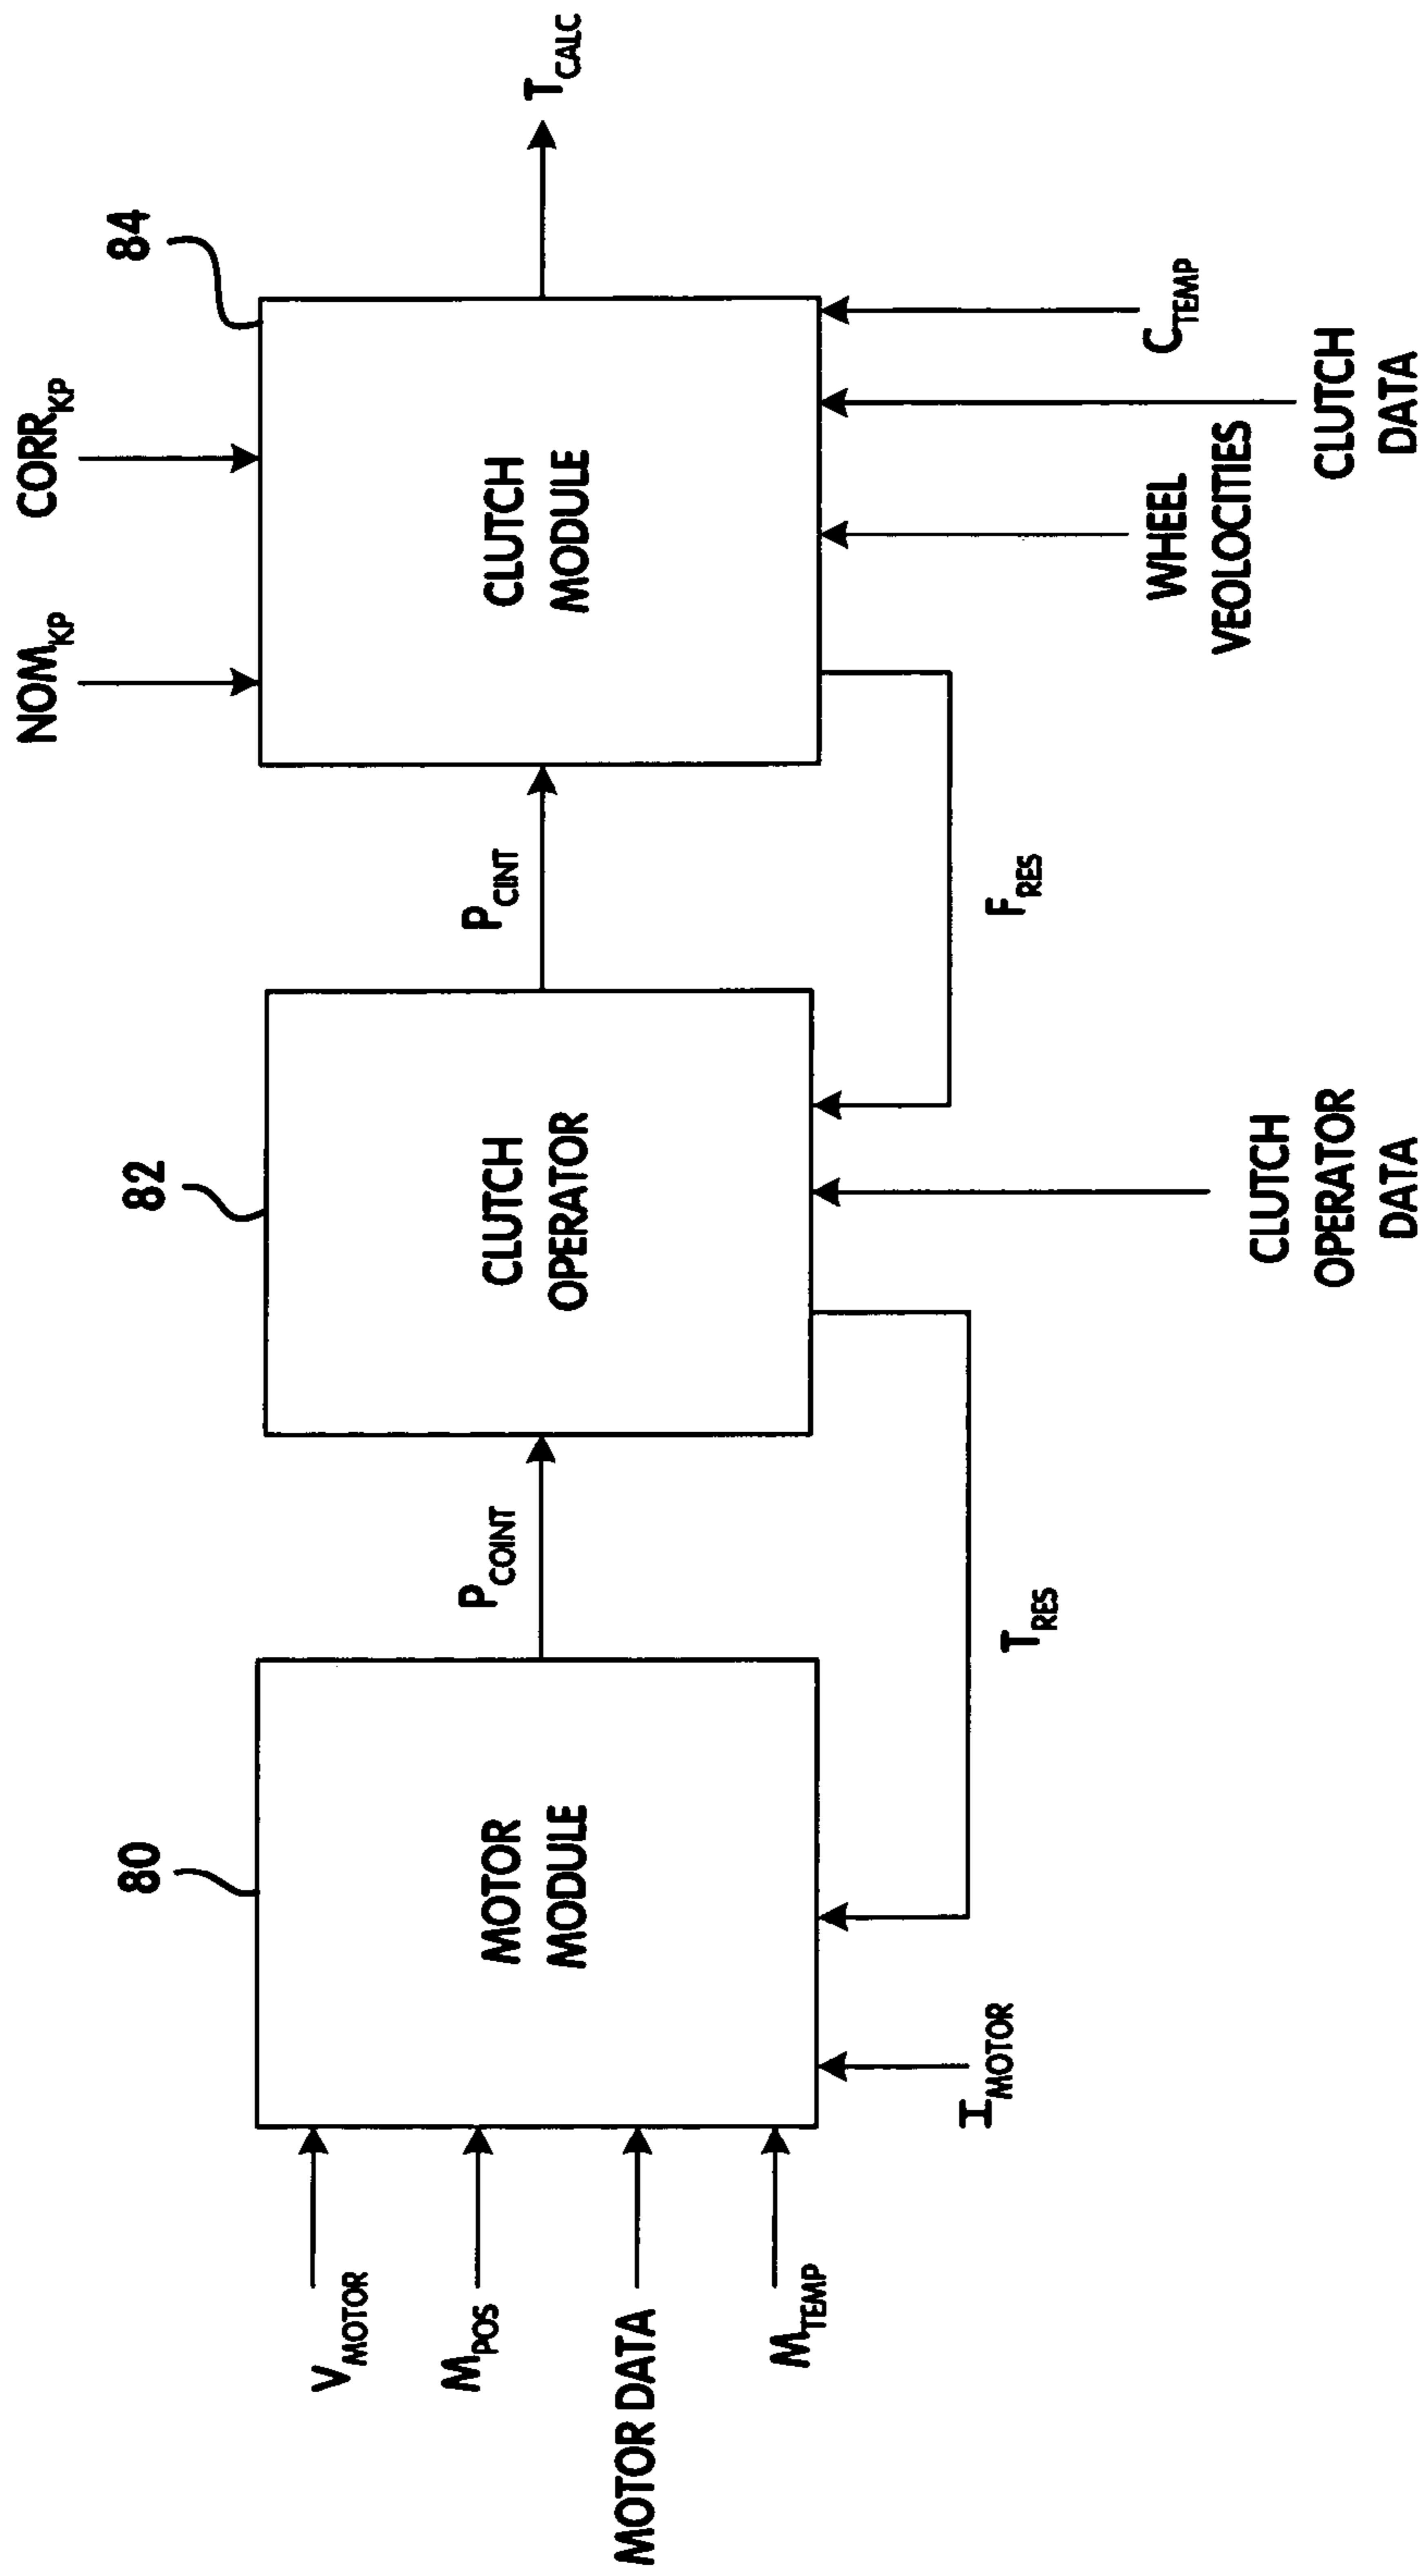 NOM_KP
CORR_KP
84
82
80
P_COINT
P_CINT
T_CALC
MOTOR
MODULE
CLUTCH
OPERATOR
CLUTCH
MODULE
V_MOTOR
M_POS
MOTOR DATA
M_TEMP
I_MOTOR
T_RES
F_RES
CLUTCH
OPERATOR
DATA
WHEEL
VEOLOCITIES
C_TEMP
CLUTCH
DATA